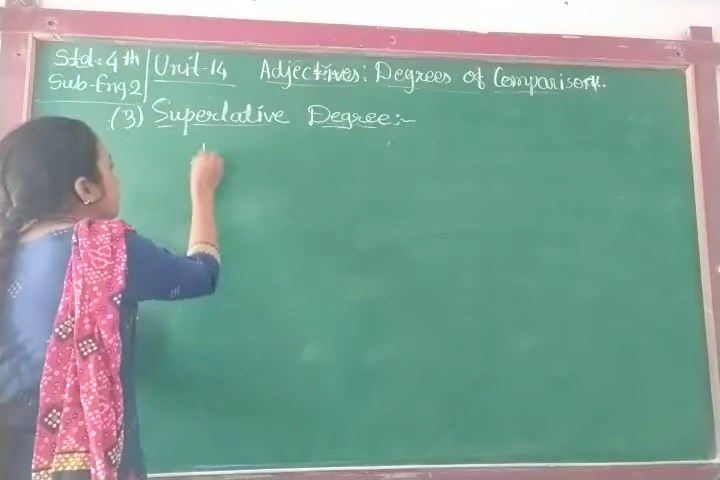 Std:- 4th
Sub-Eng.2
Unit-14 Adjectives: Degrees of Comparison.
(3) Superlative Degree:-